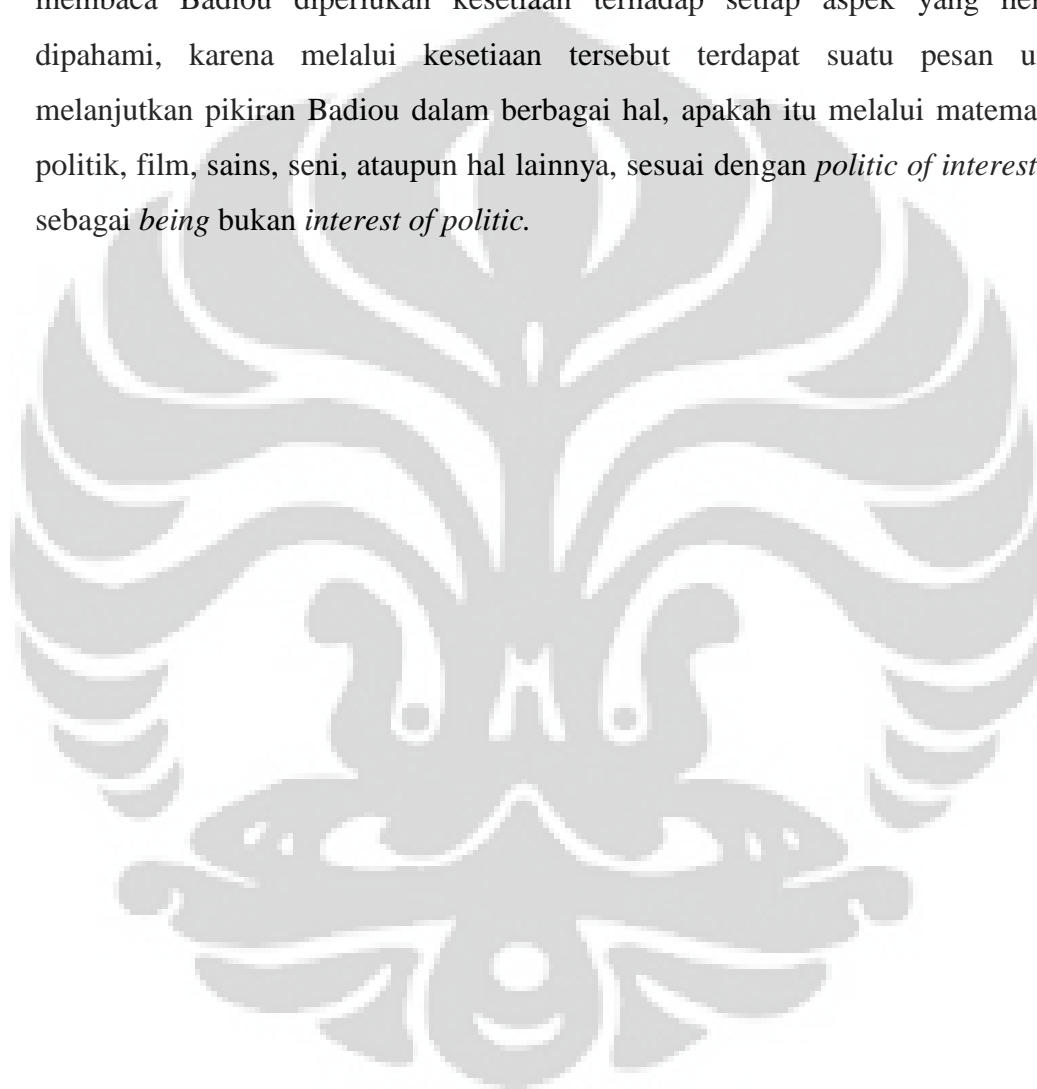 membaca Badiou diperlukan kesetiaan terhadap setiap aspek yang
dipahami, karena melalui kesetiaan tersebut terdapat suatu pesan u
melanjutkan pikiran Badiou dalam berbagai hal, apakah itu melalui matema
politik, film, sains, seni, ataupun hal lainnya, sesuai dengan politic of interest
sebagai being bukan interest of politic.